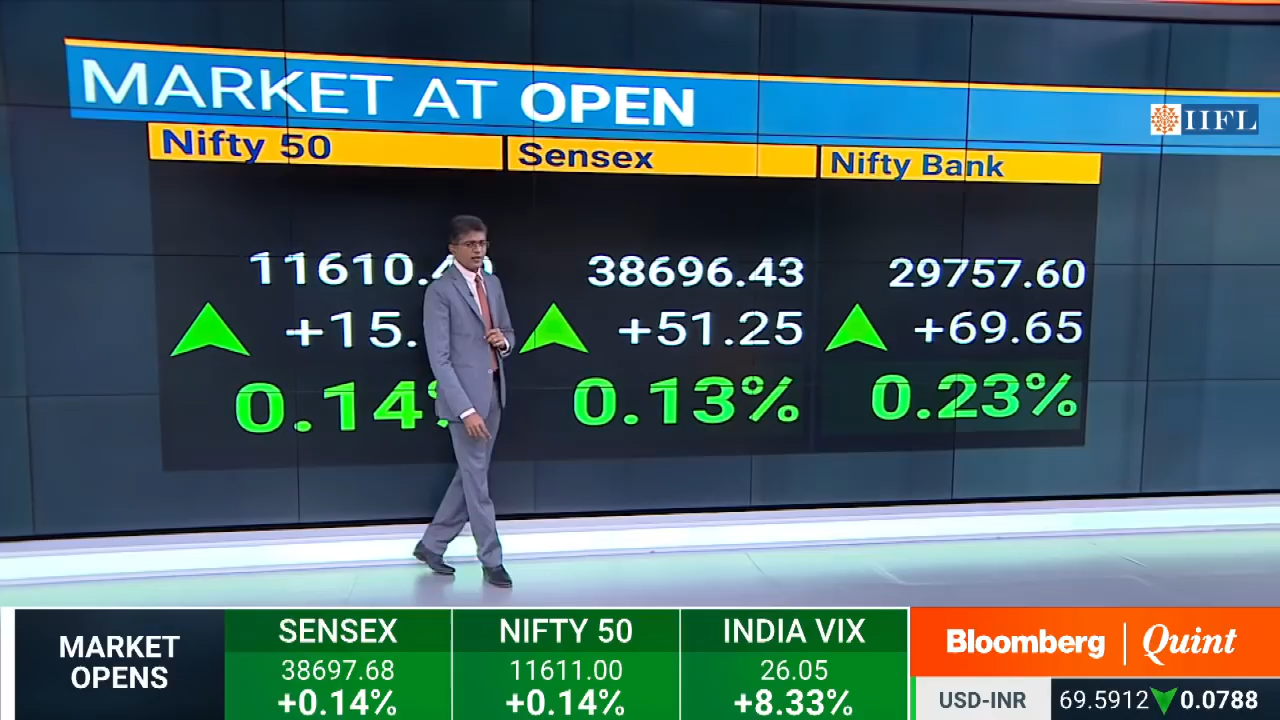 MARKET AT OPEN
IIFL
Nifty 50
Sensex
Nifty Bank
38696.43
29757.60
+51.25
+69.65
0.13%
0.23%
MARKET
OPENS
SENSEX
38697.68
+0.14%
NIFTY 50
11611.00
+0.14%
INDIA VIX
26.05
+8.33%
Bloomberg | Quint
USD-INR
69.5912 0.0788